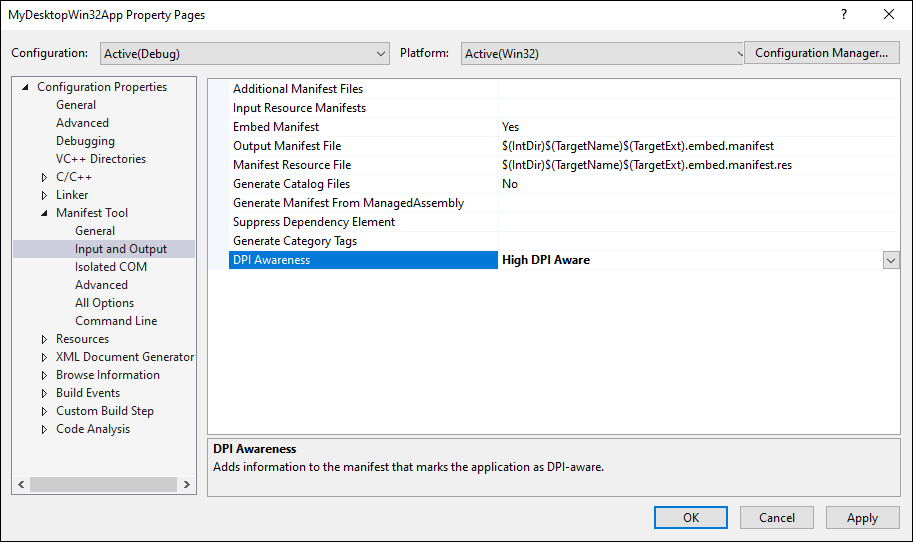 MyDesktopWin32App Property Pages
?
Configuration: Active(Debug) Platform: Active(Win32) Configuration Manager...
Configuration Properties
General
Advanced
Debugging
VC++ Directories
C/C++
Linker
Manifest Tool
General
Input and Output
Isolated COM
Advanced
All Options
Command Line
Resources
XML Document Generator
Browse Information
Build Events
Custom Build Step
Code Analysis
Additional Manifest Files
Input Resource Manifests
Embed Manifest Yes
Output Manifest File $(IntDir)$(TargetName)$(TargetExt).embed.manifest
Manifest Resource File $(IntDir)$(TargetName)$(TargetExt).embed.manifest.res
Generate Catalog Files No
Generate Manifest From ManagedAssembly
Suppress Dependency Element
Generate Category Tags
DPI Awareness High DPI Aware
DPI Awareness
Adds information to the manifest that marks the application as DPI-aware.
OK Cancel Apply